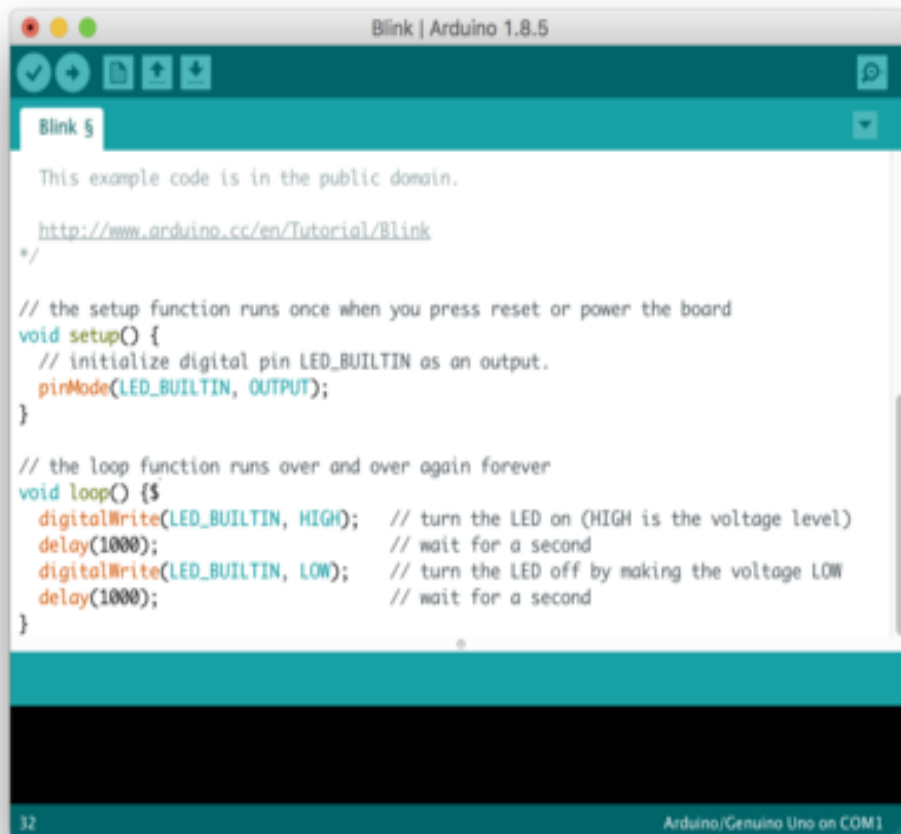 Blink | Arduino 1.8.5
Blink §
This example code is in the public domain.
http://www.arduino.cc/en/Tutorial/Blink
*/
// the setup function runs once when you press reset or power the board
void setup() {
  // initialize digital pin LED_BUILTIN as an output.
  pinMode(LED_BUILTIN, OUTPUT);
}
// the loop function runs over and over again forever
void loop() {$
  digitalWrite(LED_BUILTIN, HIGH);   // turn the LED on (HIGH is the voltage level)
  delay(1000);                       // wait for a second
  digitalWrite(LED_BUILTIN, LOW);    // turn the LED off by making the voltage LOW
  delay(1000);                       // wait for a second
}
32 Arduino/Genuino Uno on COM1